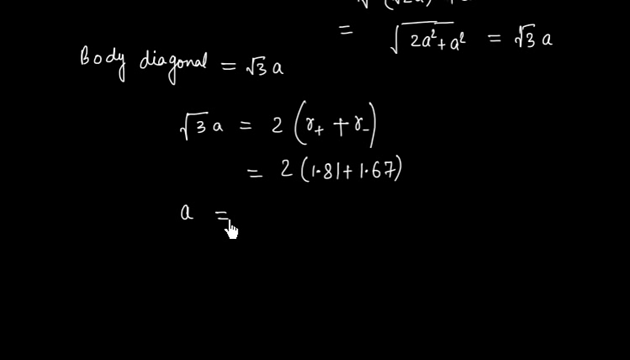 = √(2a² + a²) = √3 a
Body diagonal = √3 a
√3 a = 2 (r₊ + r₋)
= 2 (1.81 + 1.67)
a =